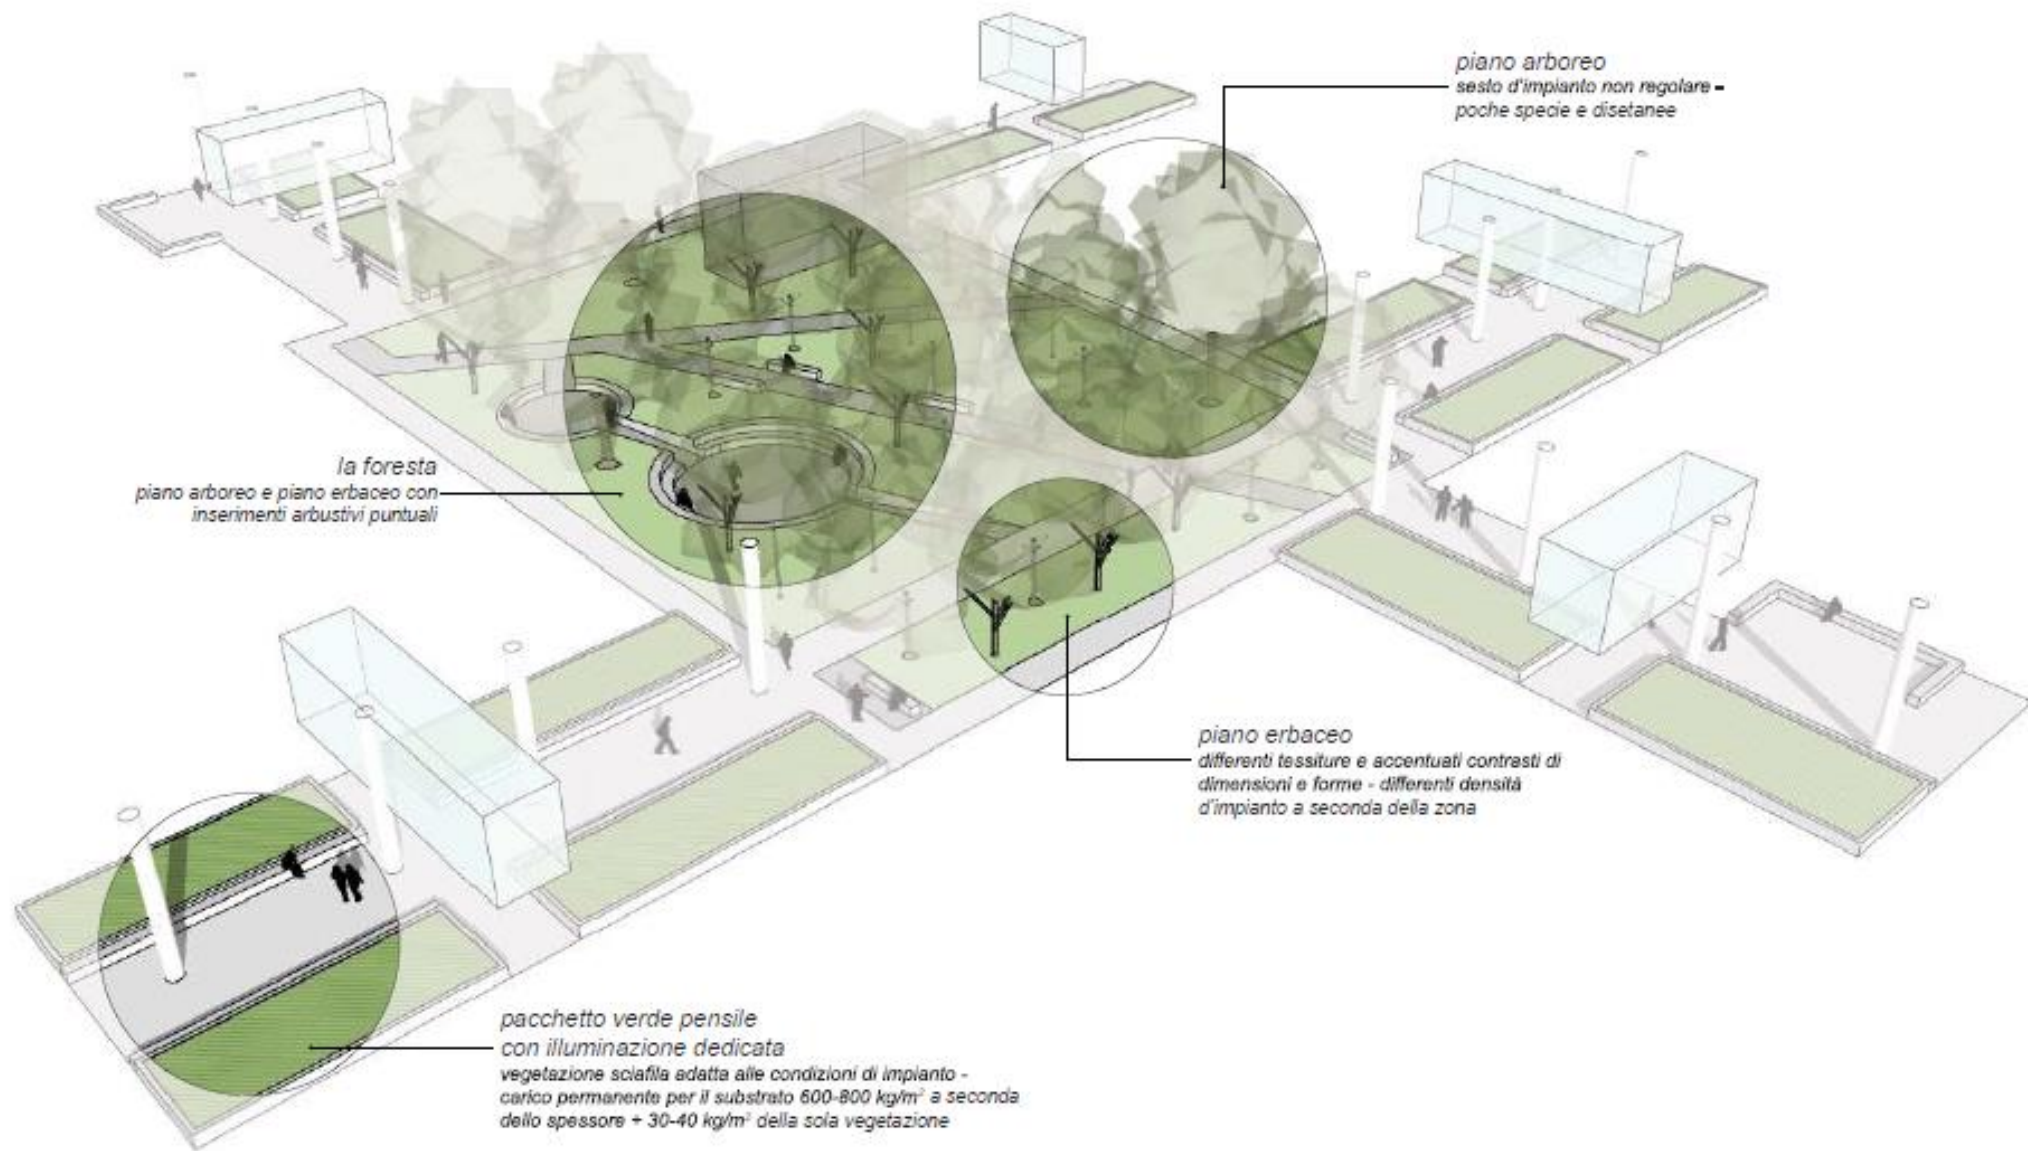 piano arboreo
sesto d'impianto non regolare -
poche specie e disetanee
la foresta
piano arboreo e piano erbaceo con
inserimenti arbustivi puntuali
piano erbaceo
differenti tessiture e accentuati contrasti di
dimensioni e forme - differenti densità
d'impianto a seconda della zona
pacchetto verde pensile
con illuminazione dedicata
vegetazione sciafila adatta alle condizioni di impianto -
carico permanente per il substrato 600-800 kg/m² a seconda
dello spessore + 30-40 kg/m² della sola vegetazione